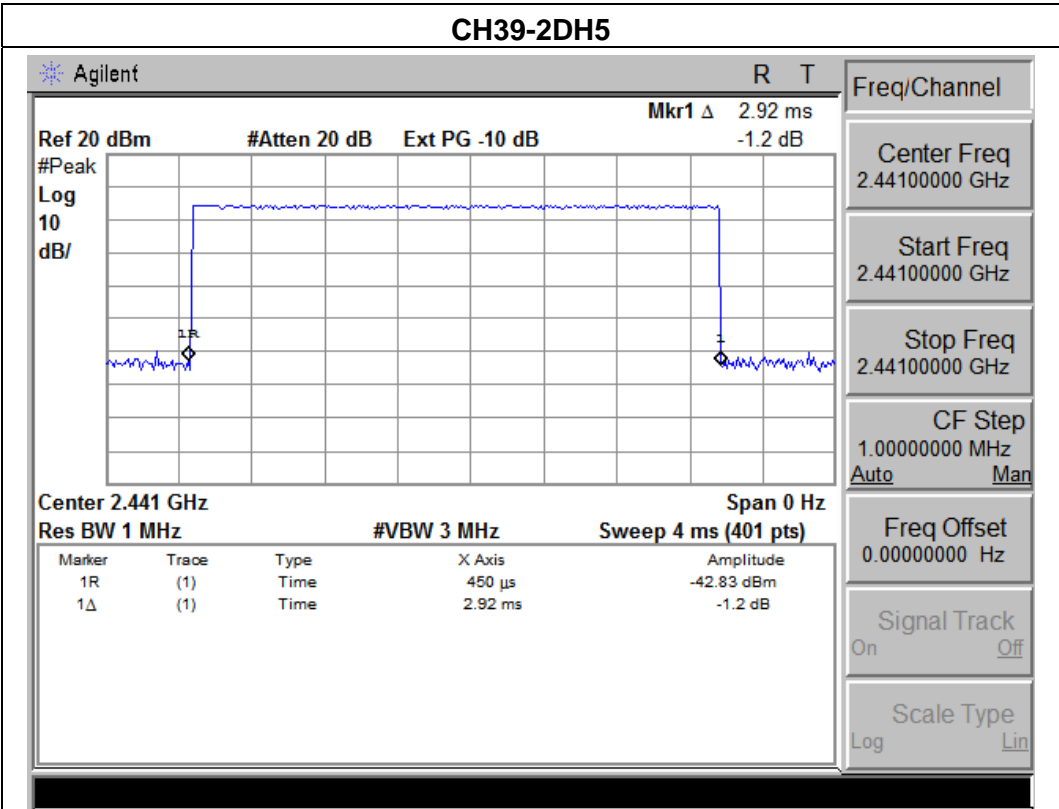 CH39-2DH5
Agilent R T
Mkr1 Δ 2.92 ms
Ref 20 dBm #Atten 20 dB Ext PG -10 dB -1.2 dB
#Peak
Log
10
dB/
1R
1
Center 2.441 GHz Span 0 Hz
Res BW 1 MHz #VBW 3 MHz Sweep 4 ms (401 pts)
Marker Trace Type X Axis Amplitude
1R (1) Time 450 µs -42.83 dBm
1Δ (1) Time 2.92 ms -1.2 dB
Freq/Channel
Center Freq
2.44100000 GHz
Start Freq
2.44100000 GHz
Stop Freq
2.44100000 GHz
CF Step
1.00000000 MHz
Auto Man
Freq Offset
0.00000000 Hz
Signal Track
On Off
Scale Type
Log Lin